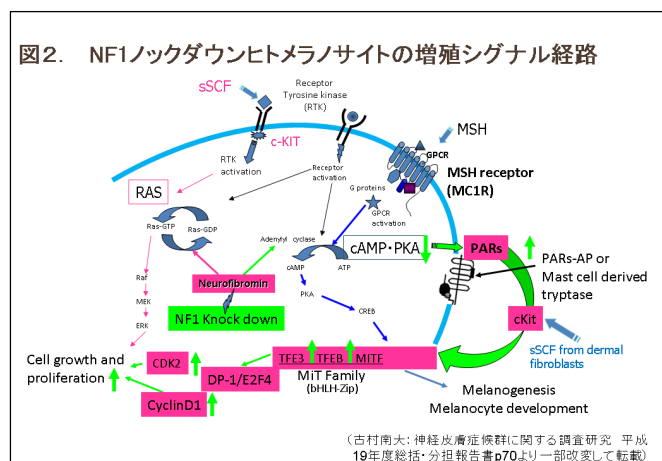 図2. NF1ノックダウンヒトメラノサイトの増殖シグナル経路
sSCF
Receptor
Tyrosine kinase
(RTK)
c-KIT
MSH
GPCR
MSH receptor
(MC1R)
RTK
activation
Receptor
activation
G proteins
GPCR
activation
RAS
Ras-GTP
Ras-GDP
Adenylyl cyclase
cAMP
ATP
cAMP・PKA
PARs
PARs-AP or
Mast cell derived
tryptase
Neurofibromin
NF1 Knock down
Raf
MEK
ERK
PKA
CREB
cKit
sSCF from dermal
fibroblasts
Cell growth and
proliferation
CDK2
TFE3 TFEB MITF
DP-1/E2F4
MiT Family
(bHLH-Zip)
CyclinD1
Melanogenesis
Melanocyte development
(古村南夫:神経皮膚症候群に関する調査研究 平成
19年度総括・分担報告書p70より一部改変して転載)